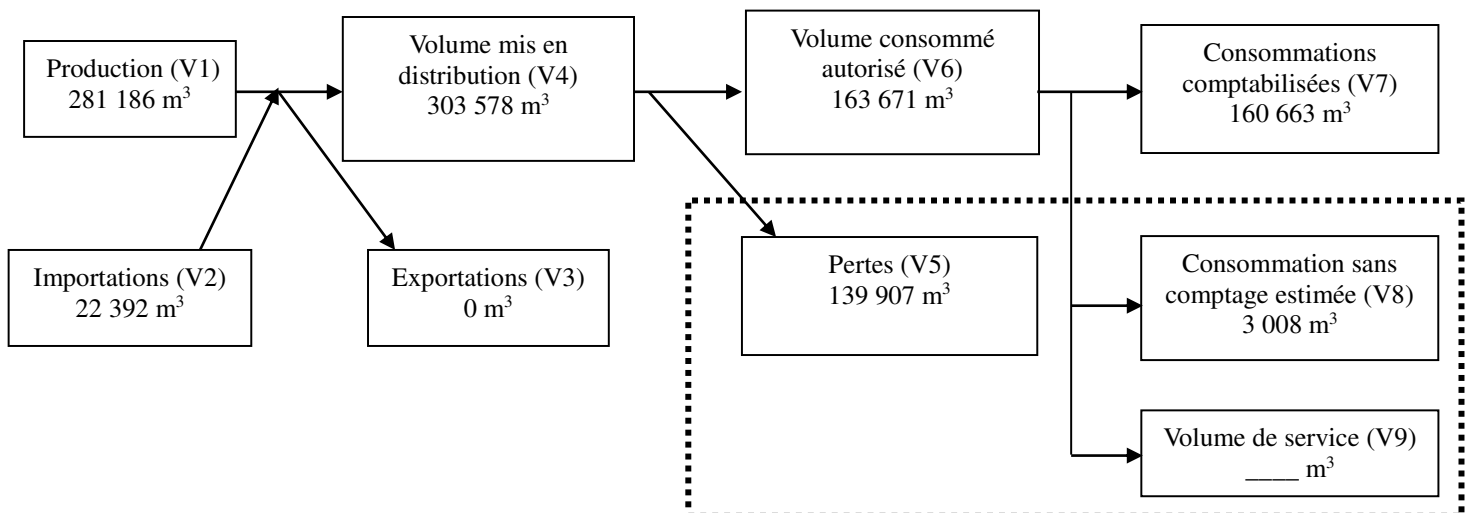 Production (V1)
281 186 m³
Volume mis en
distribution (V4)
303 578 m³
Volume consommé
autorisé (V6)
163 671 m³
Consommations
comptabilisées (V7)
160 663 m³
Importations (V2)
22 392 m³
Exportations (V3)
0 m³
Pertes (V5)
139 907 m³
Consommation sans
comptage estimée (V8)
3 008 m³
Volume de service (V9)
____ m³